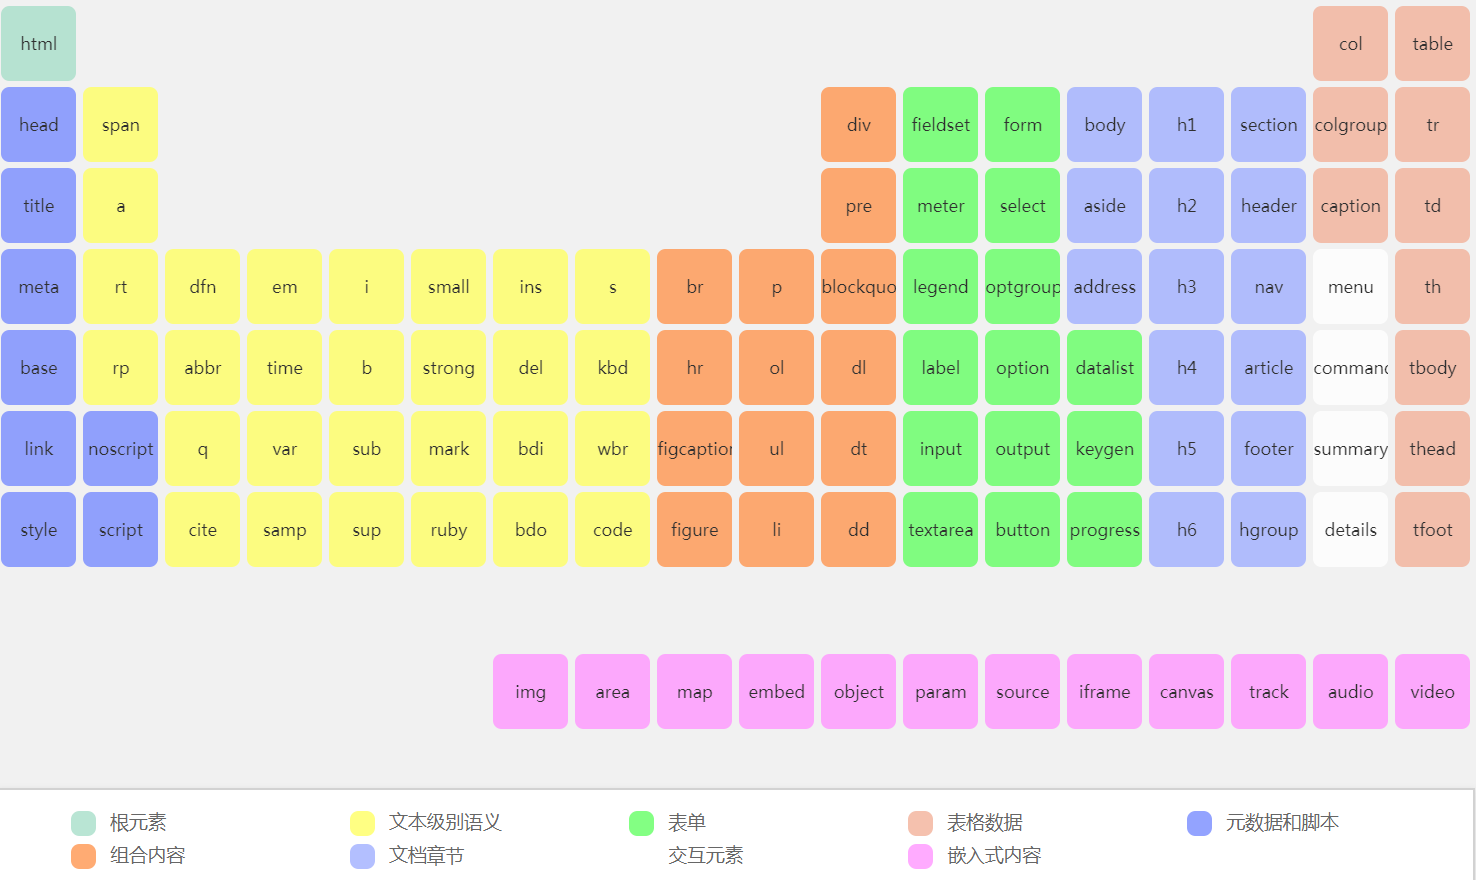 html col table
head span div fieldset form body h1 section colgroup tr
title a pre meter select aside h2 header caption td
meta rt dfn em i small ins s br p blockquo legend optgroup address h3 nav menu th
base rp abbr time b strong del kbd hr ol dl label option datalist h4 article command tbody
link noscript q var sub mark bdi wbr figcaption ul dt input output keygen h5 footer summary thead
style script cite samp sup ruby bdo code figure li dd textarea button progress h6 hgroup details tfoot
img area map embed object param source iframe canvas track audio video
根元素 文本级别语义 表单 表格数据 元数据和脚本
组合内容 文档章节 交互元素 嵌入式内容